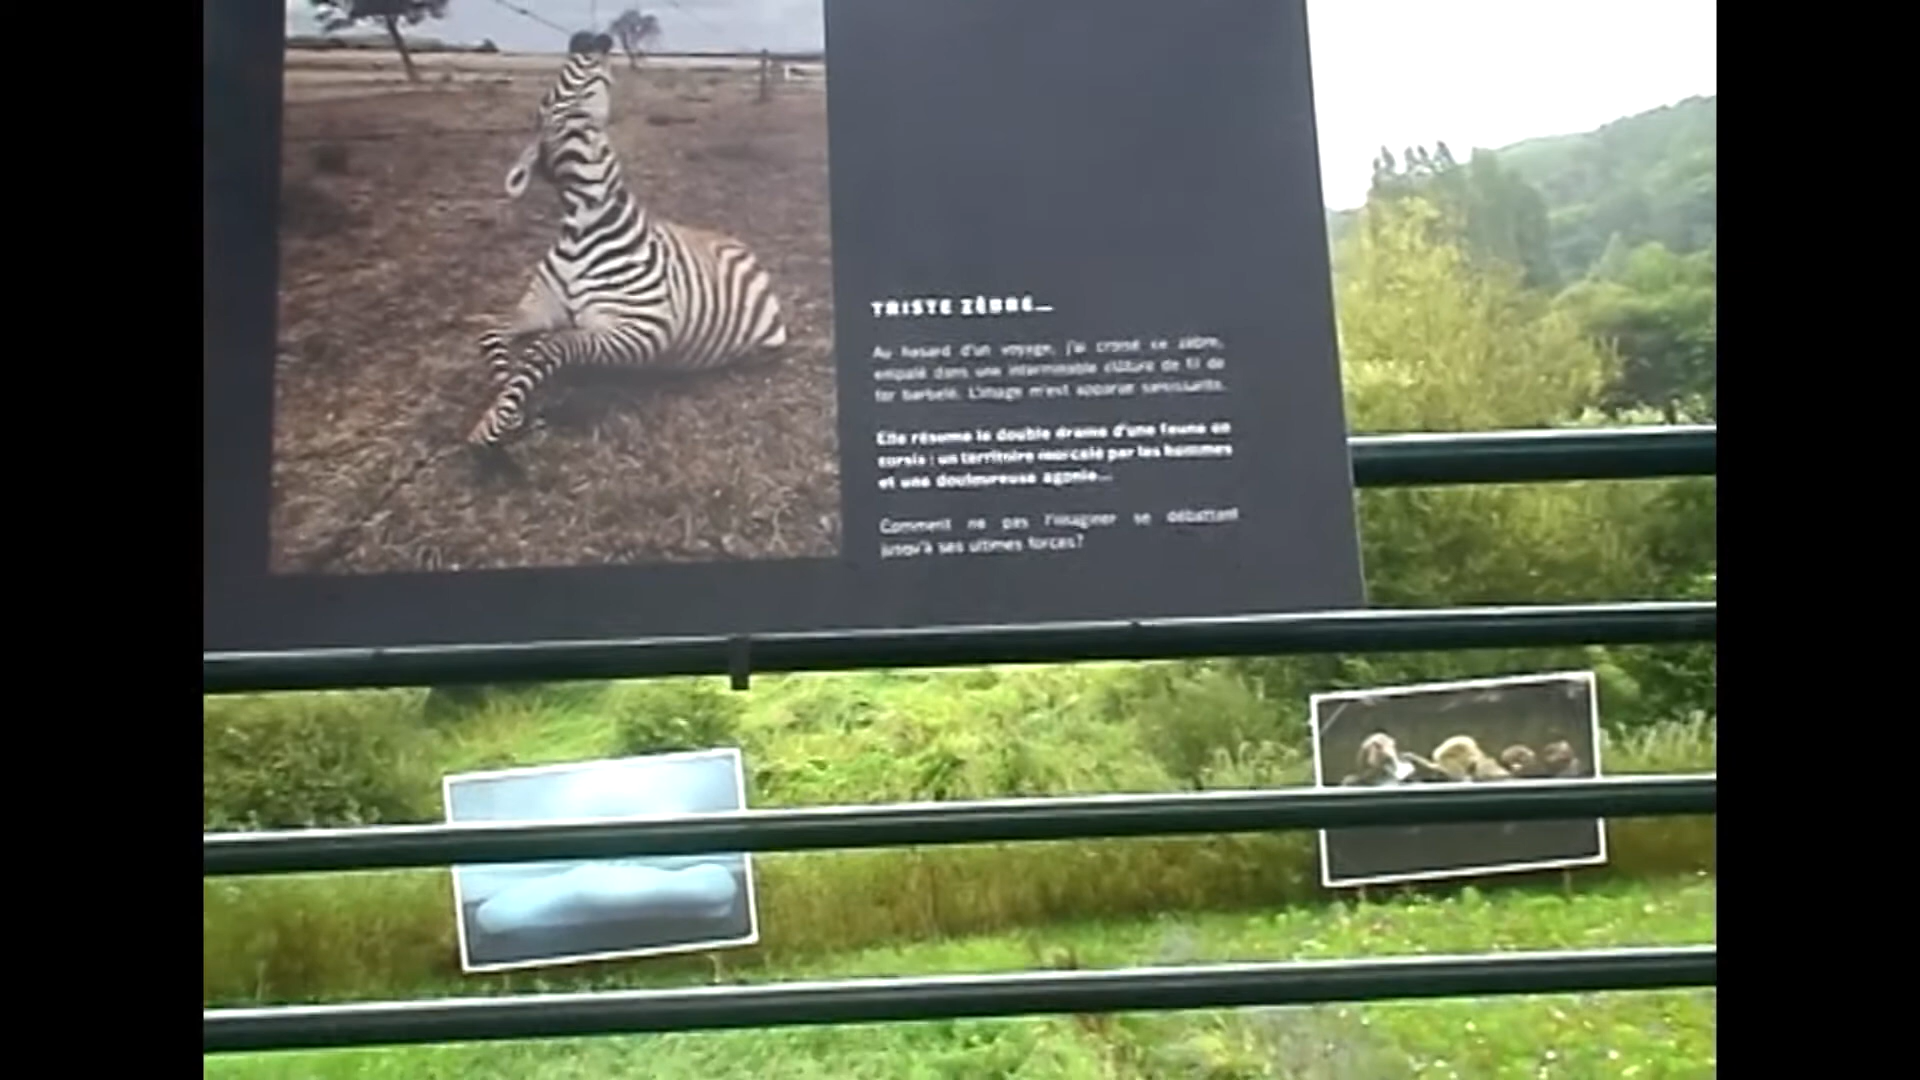 TRISTE ZÈBRE...
Au hasard d'un voyage, j'ai croisé ce zèbre,
empalé dans une interminable clôture de fil de
fer barbelé. L'image m'est apparue saisissante.
Elle résume le double drame d'une faune en
sursis : un territoire morcelé par les hommes
et une douloureuse agonie...
Comment ne pas l'imaginer se débattant
jusqu'à ses ultimes forces?